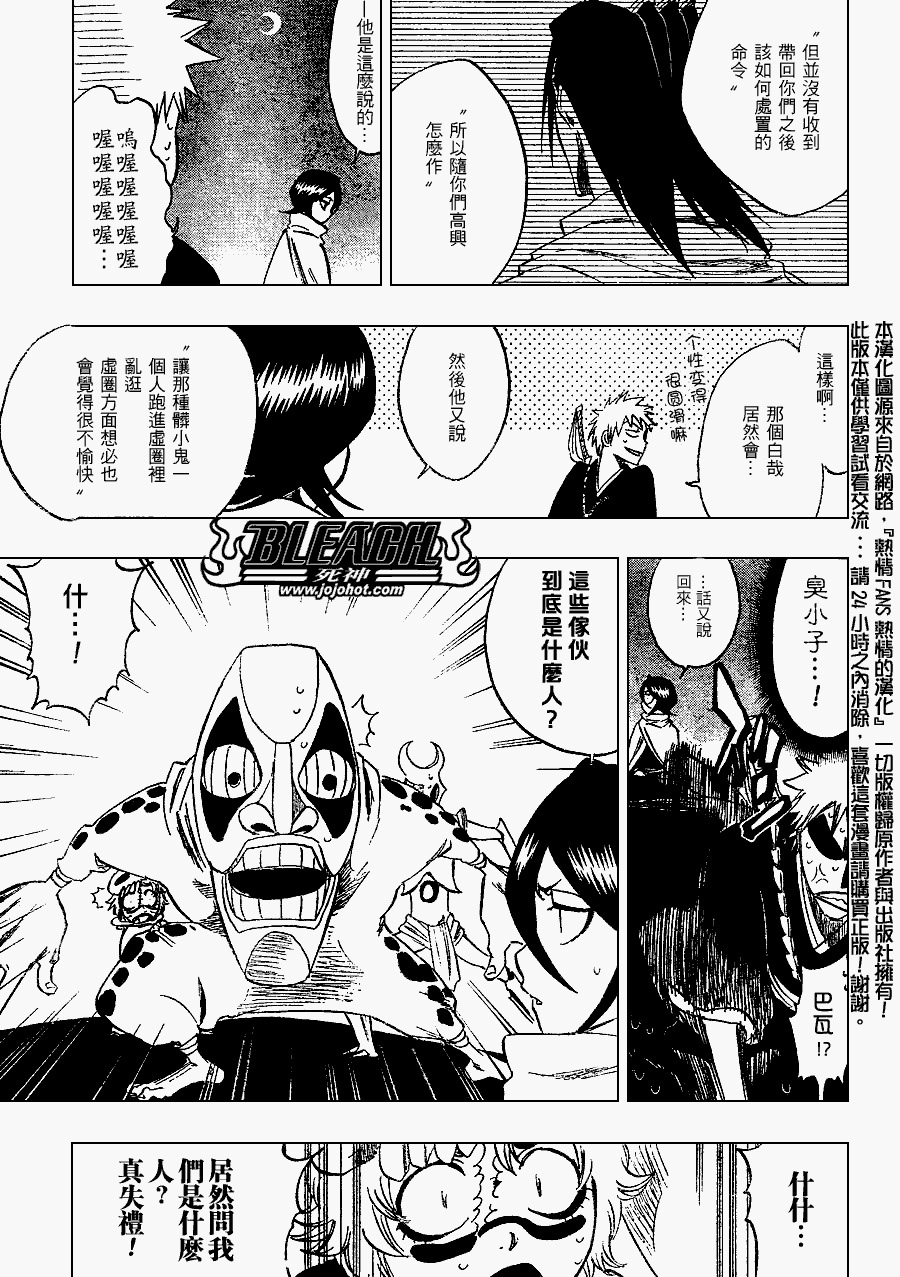 〝但並沒有收到
帶回你們之後
該如何處置的
命令〞
〝所以隨你們高興
怎麼作〞
—他是這麼說的…
嗚喔喔喔喔喔
喔喔喔喔喔…
這樣啊…
那個白哉
居然會…
个性变得
很圆滑嘛
然後他又說
〝讓那種髒小鬼一
個人跑進虛圈裡
亂逛
虛圈方面想必也
會覺得很不愉快〞
臭小子…！
…話又說
回來…
巴瓦!?
這些傢伙
到底是什麼人？
什…！
BLEACH
死神
www.jojohot.com
什什…
居然問我
們是什麼
人？
真失禮！
本漢化圖源來自於網路，『熱情FANS熱情的漢化』一切版權歸原作者與出版社擁有！
此版本僅供學習試看交流…請24小時之內消除，喜歡這套漫畫請購買正版！謝謝。